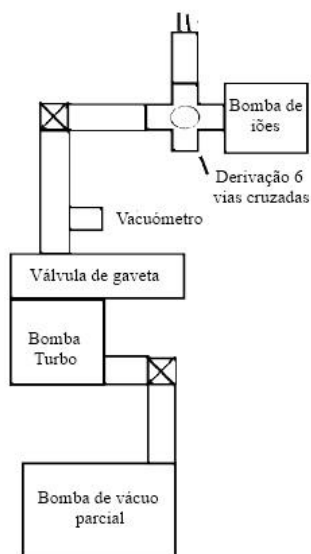 Bomba de
iões
Derivação 6
vias cruzadas
Vacuómetro
Válvula de gaveta
Bomba
Turbo
Bomba de vácuo
parcial